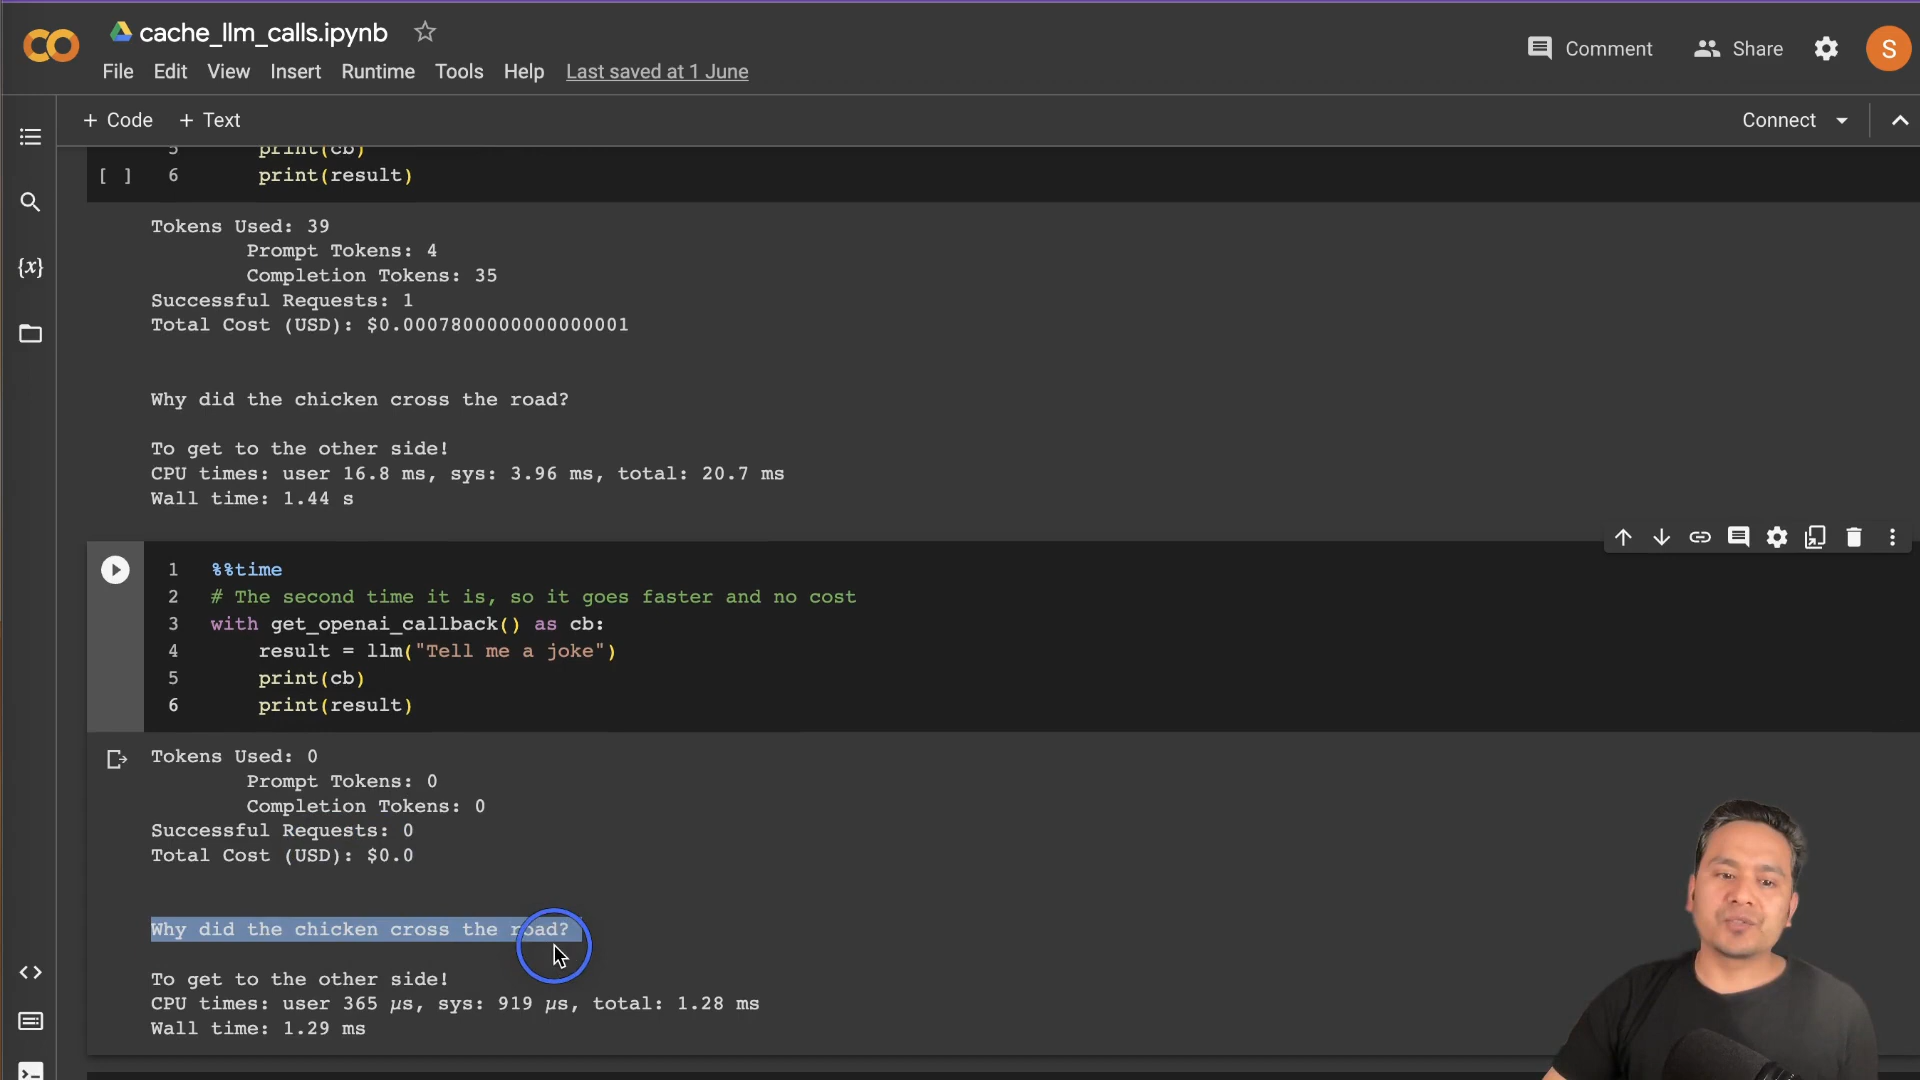 cache_llm_calls.ipynb
Comment
Share
S
File Edit View Insert Runtime Tools Help Last saved at 1 June
+ Code + Text
Connect
5 print(cb)
[ ] 6 print(result)
{x}
Tokens Used: 39
Prompt Tokens: 4
Completion Tokens: 35
Successful Requests: 1
Total Cost (USD): $0.0007800000000000001
Why did the chicken cross the road?
To get to the other side!
CPU times: user 16.8 ms, sys: 3.96 ms, total: 20.7 ms
Wall time: 1.44 s
1 %%time
2 # The second time it is, so it goes faster and no cost
3 with get_openai_callback() as cb:
4 result = llm("Tell me a joke")
5 print(cb)
6 print(result)
Tokens Used: 0
Prompt Tokens: 0
Completion Tokens: 0
Successful Requests: 0
Total Cost (USD): $0.0
Why did the chicken cross the road?
To get to the other side!
CPU times: user 365 µs, sys: 919 µs, total: 1.28 ms
Wall time: 1.29 ms